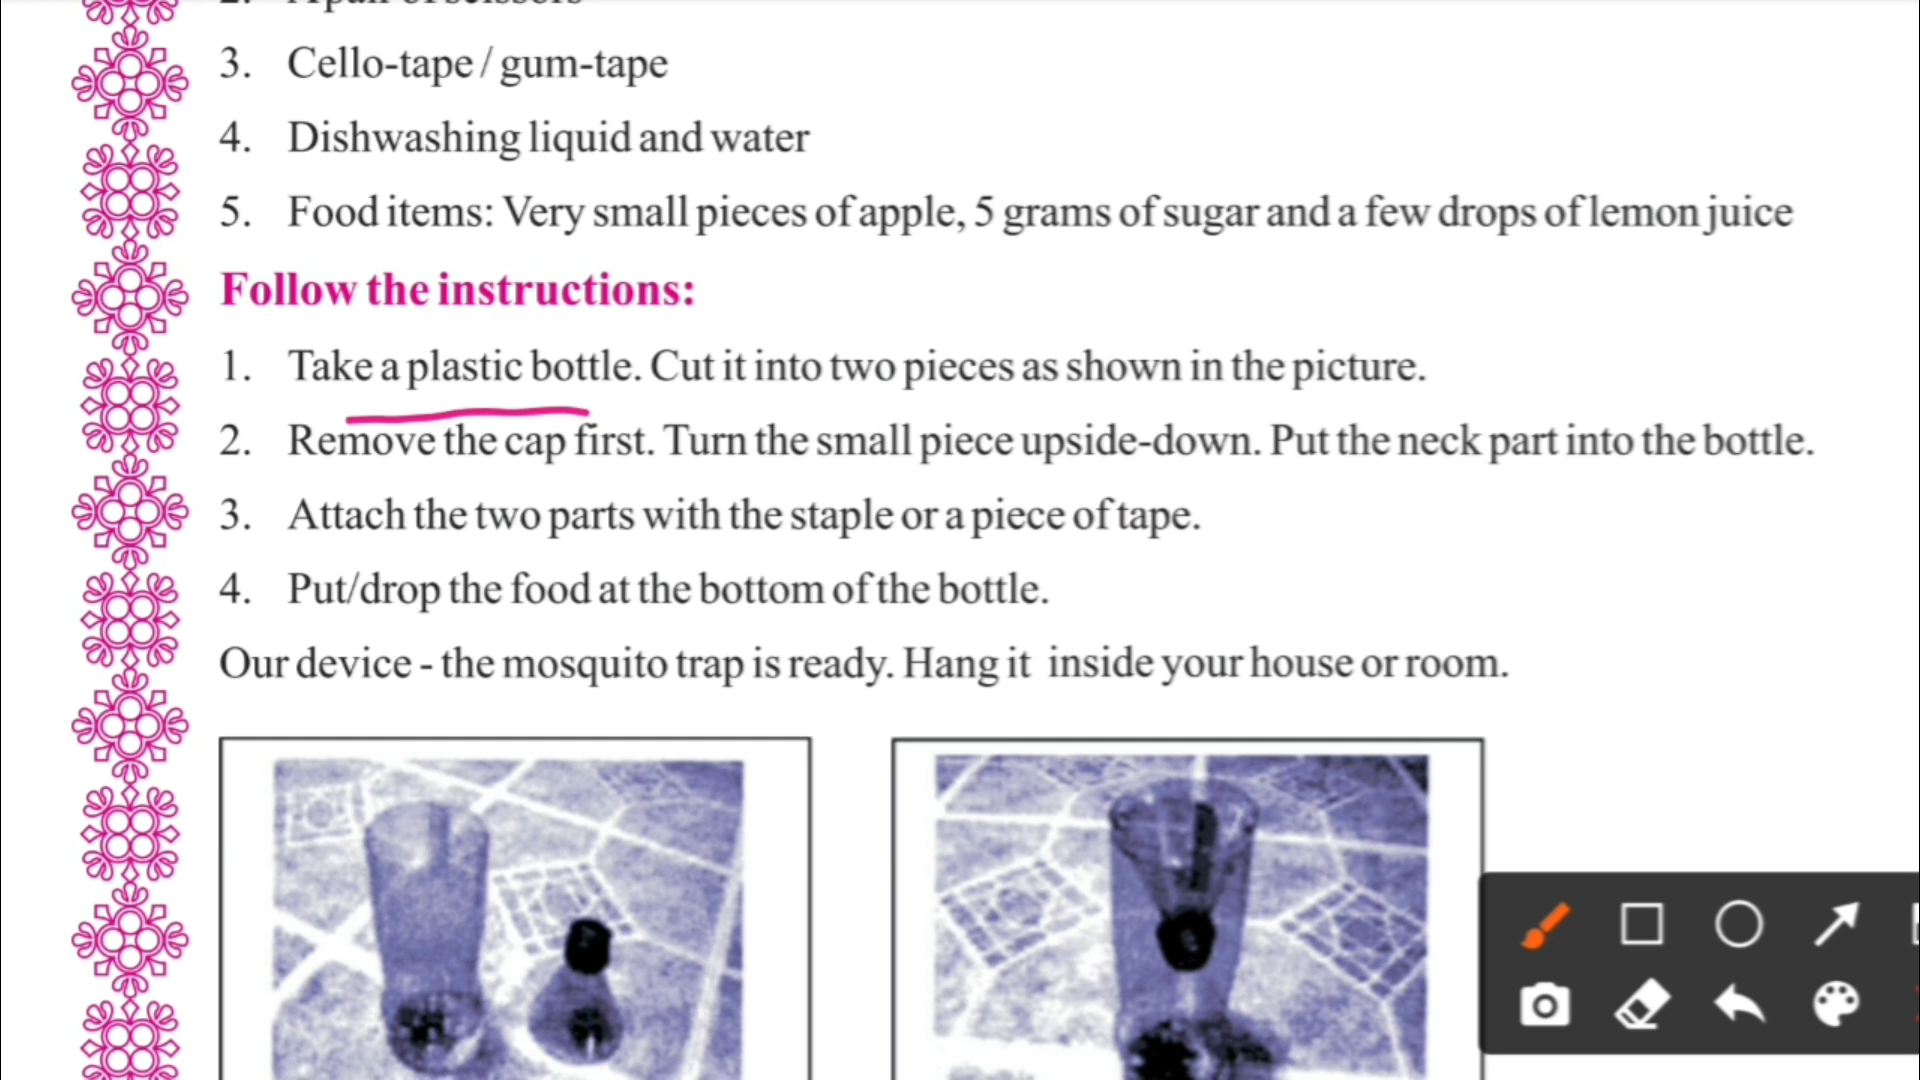 2. A pair of scissors
3. Cello-tape / gum-tape
4. Dishwashing liquid and water
5. Food items: Very small pieces of apple, 5 grams of sugar and a few drops of lemon juice
Follow the instructions:
1. Take a plastic bottle. Cut it into two pieces as shown in the picture.
2. Remove the cap first. Turn the small piece upside-down. Put the neck part into the bottle.
3. Attach the two parts with the staple or a piece of tape.
4. Put/drop the food at the bottom of the bottle.
Our device - the mosquito trap is ready. Hang it inside your house or room.